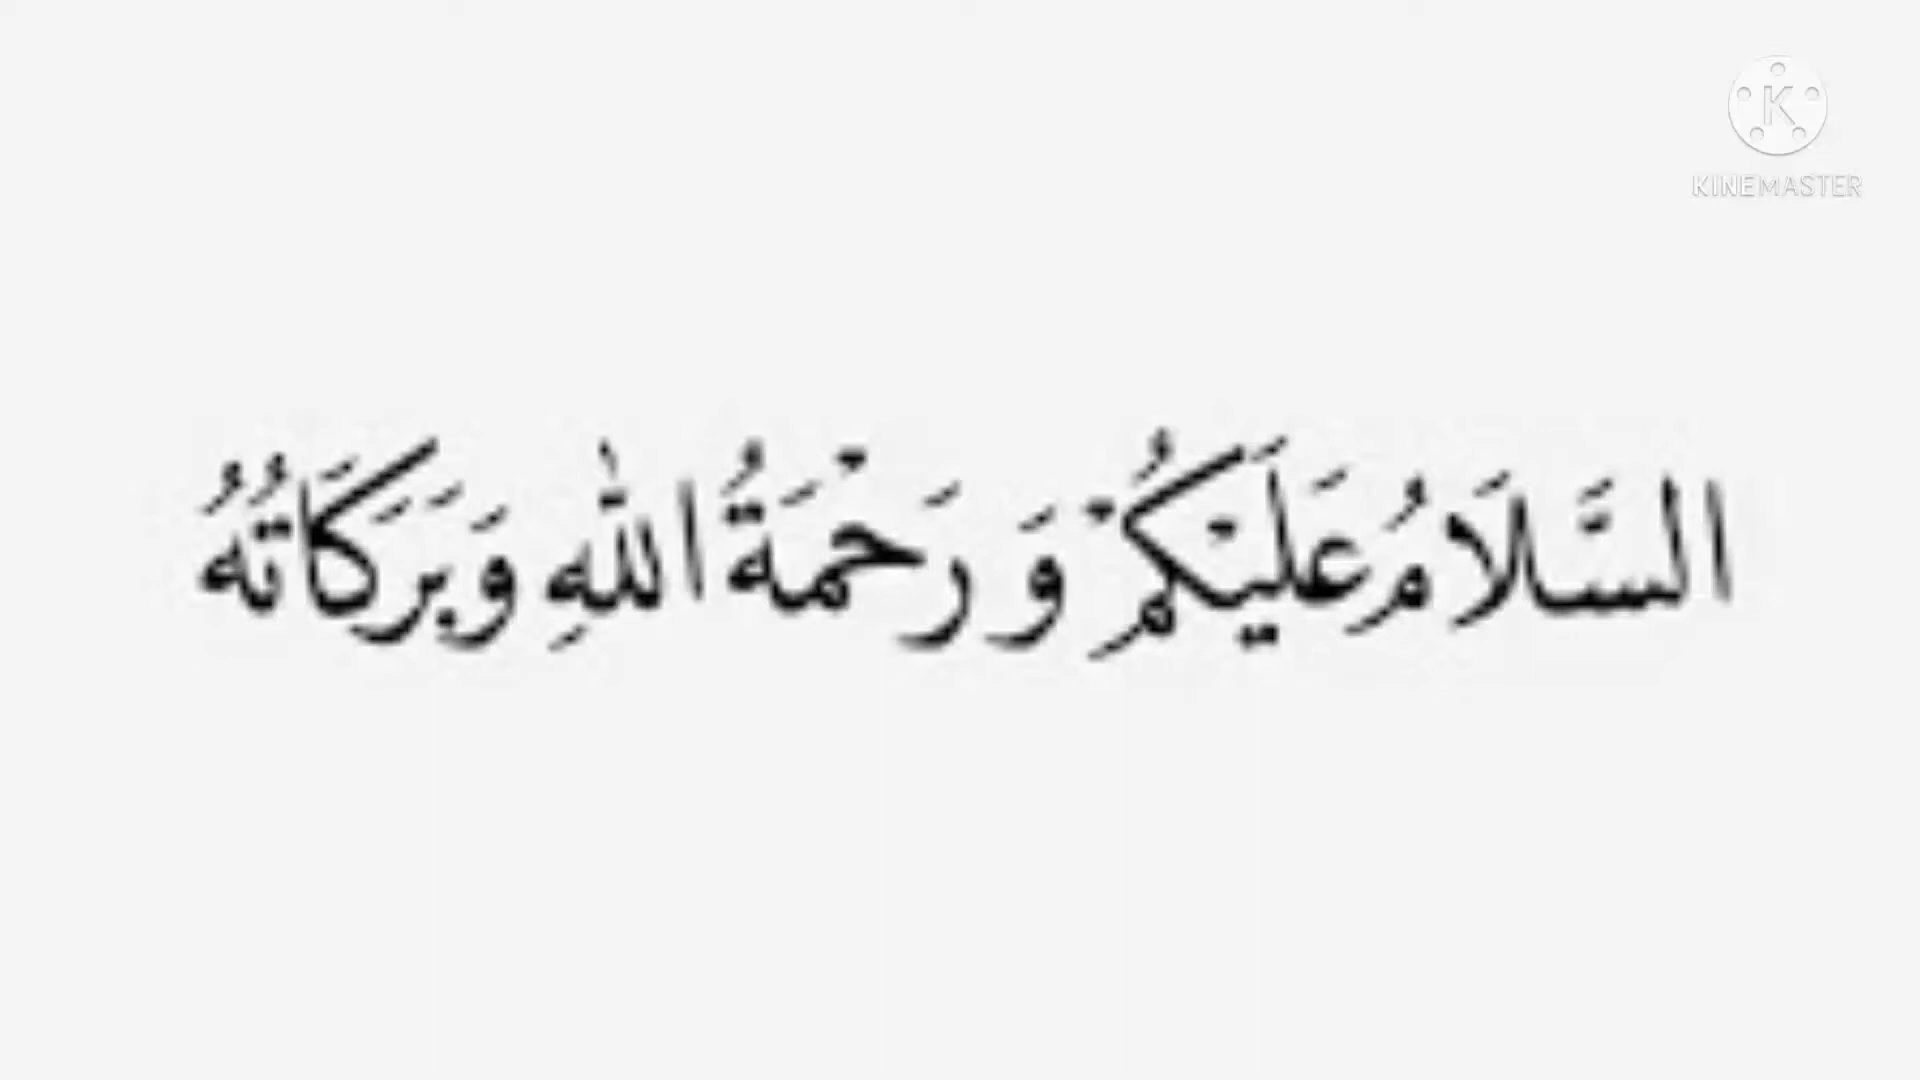 KINEMASTER
السَّلَامُ عَلَيْكُمْ وَ رَحْمَةُ اللهِ وَبَرَكَاتُهُ